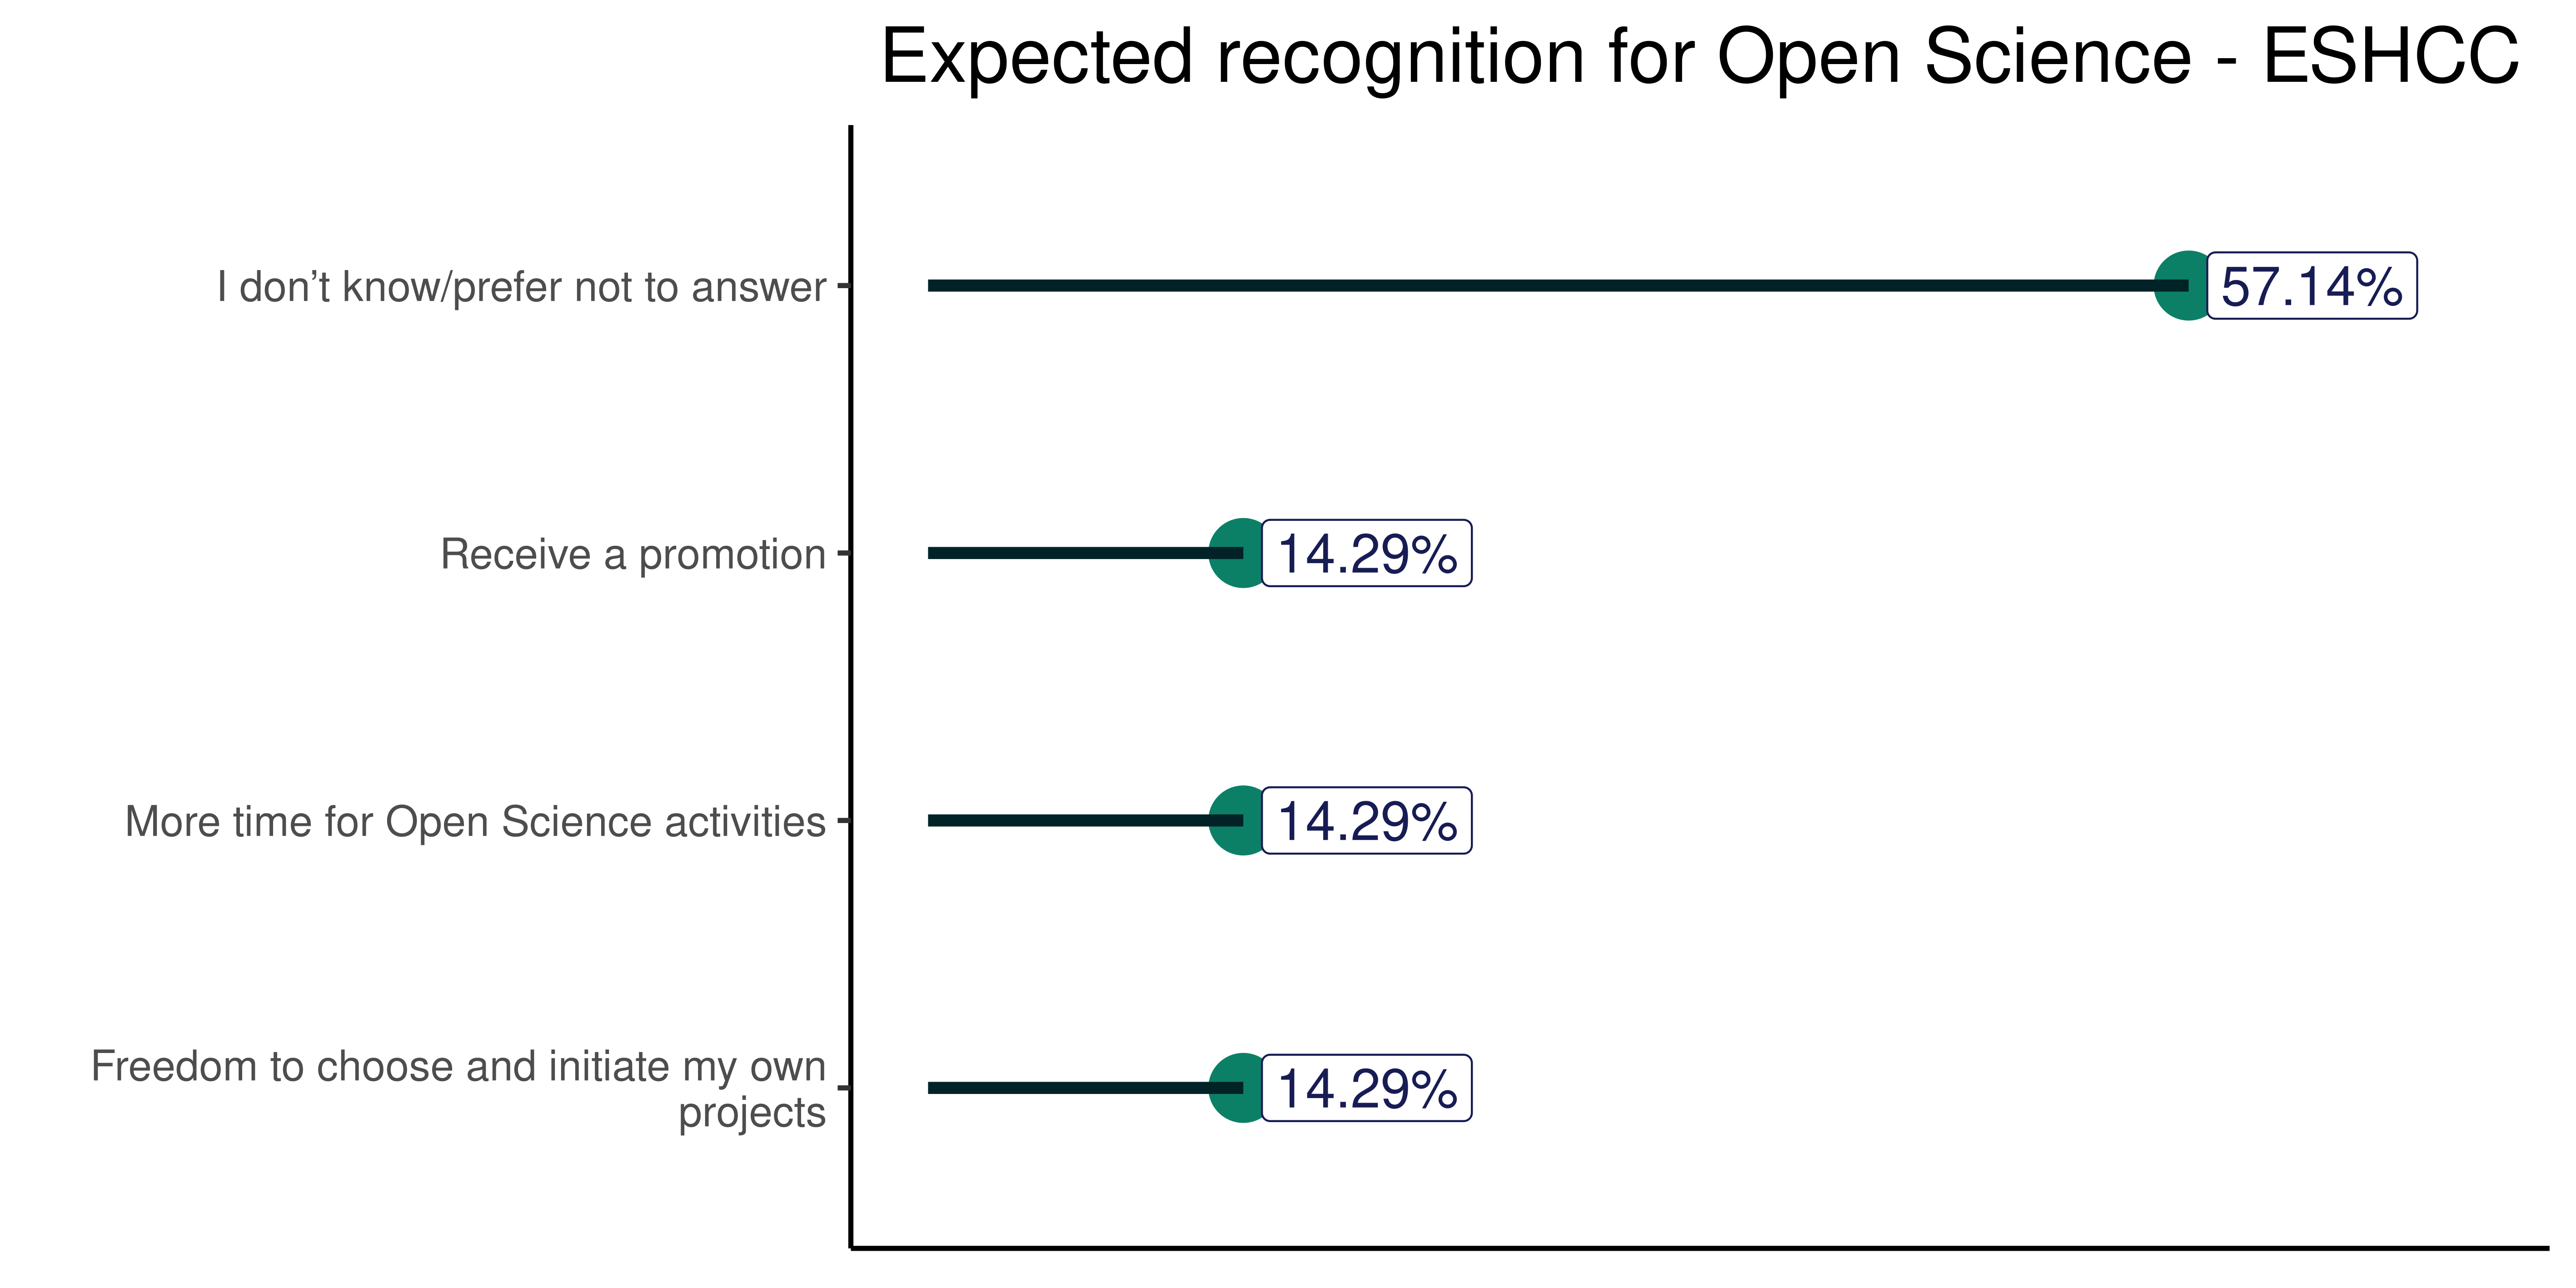 Expected recognition for Open Science - ESHCC
I don’t know/prefer not to answer
57.14%
Receive a promotion
14.29%
More time for Open Science activities
14.29%
Freedom to choose and initiate my own
projects
14.29%